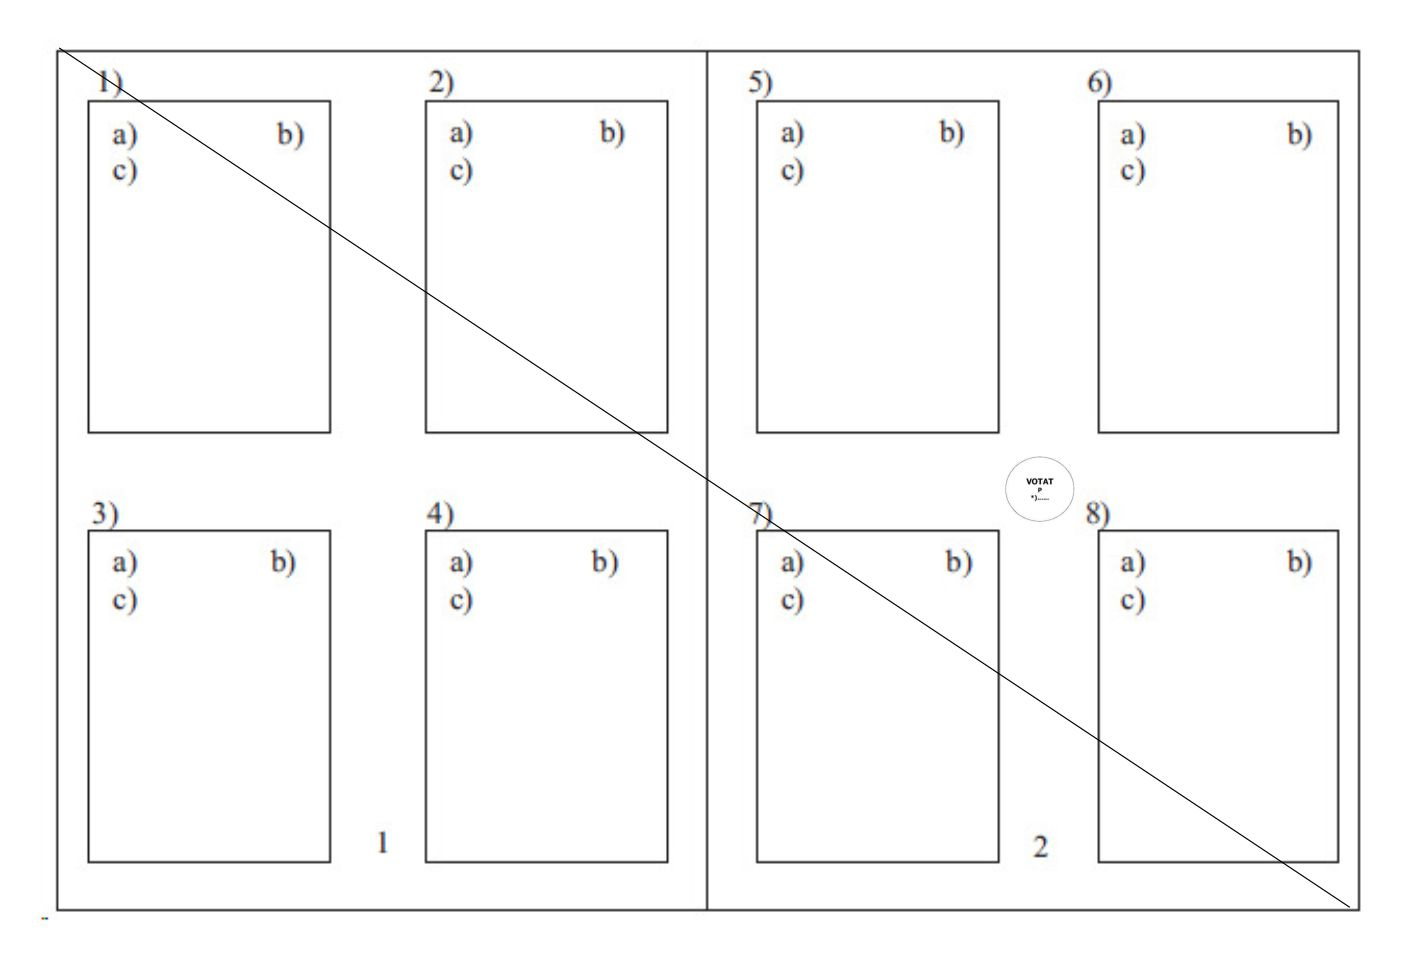 1)
a) b)
c)
2)
a) b)
c)
3)
a) b)
c)
4)
a) b)
c)
1
5)
a) b)
c)
6)
a) b)
c)
VOTAT
P
*)......
7)
a) b)
c)
8)
a) b)
c)
2